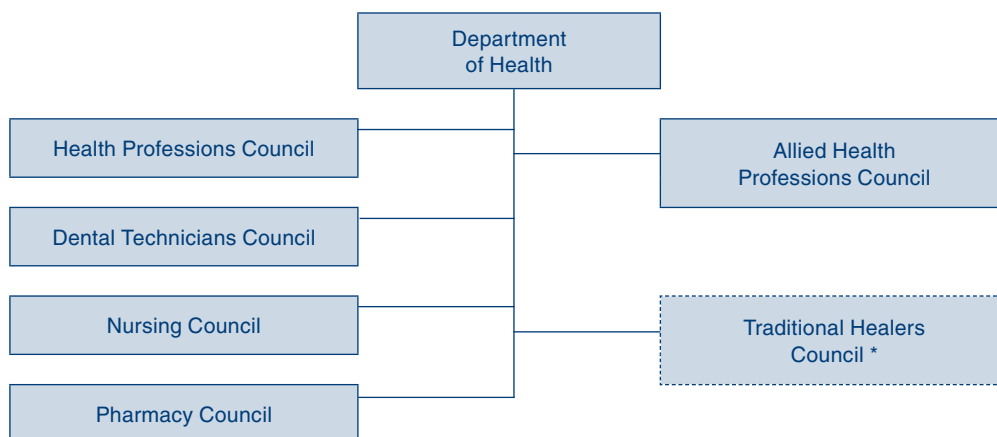 Department
of Health
Health Professions Council
Allied Health
Professions Council
Dental Technicians Council
Nursing Council
Traditional Healers
Council *
Pharmacy Council